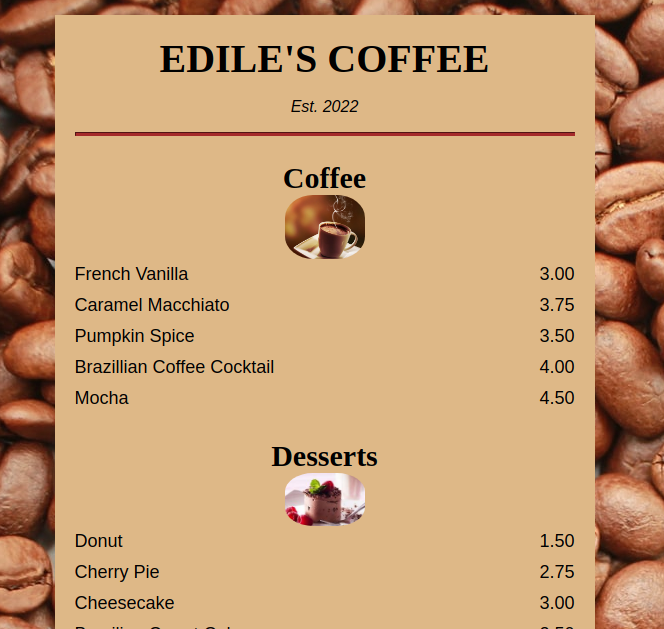 EDILE'S COFFEE
Est. 2022
Coffee
French Vanilla 3.00
Caramel Macchiato 3.75
Pumpkin Spice 3.50
Brazillian Coffee Cocktail 4.00
Mocha 4.50
Desserts
Donut 1.50
Cherry Pie 2.75
Cheesecake 3.00